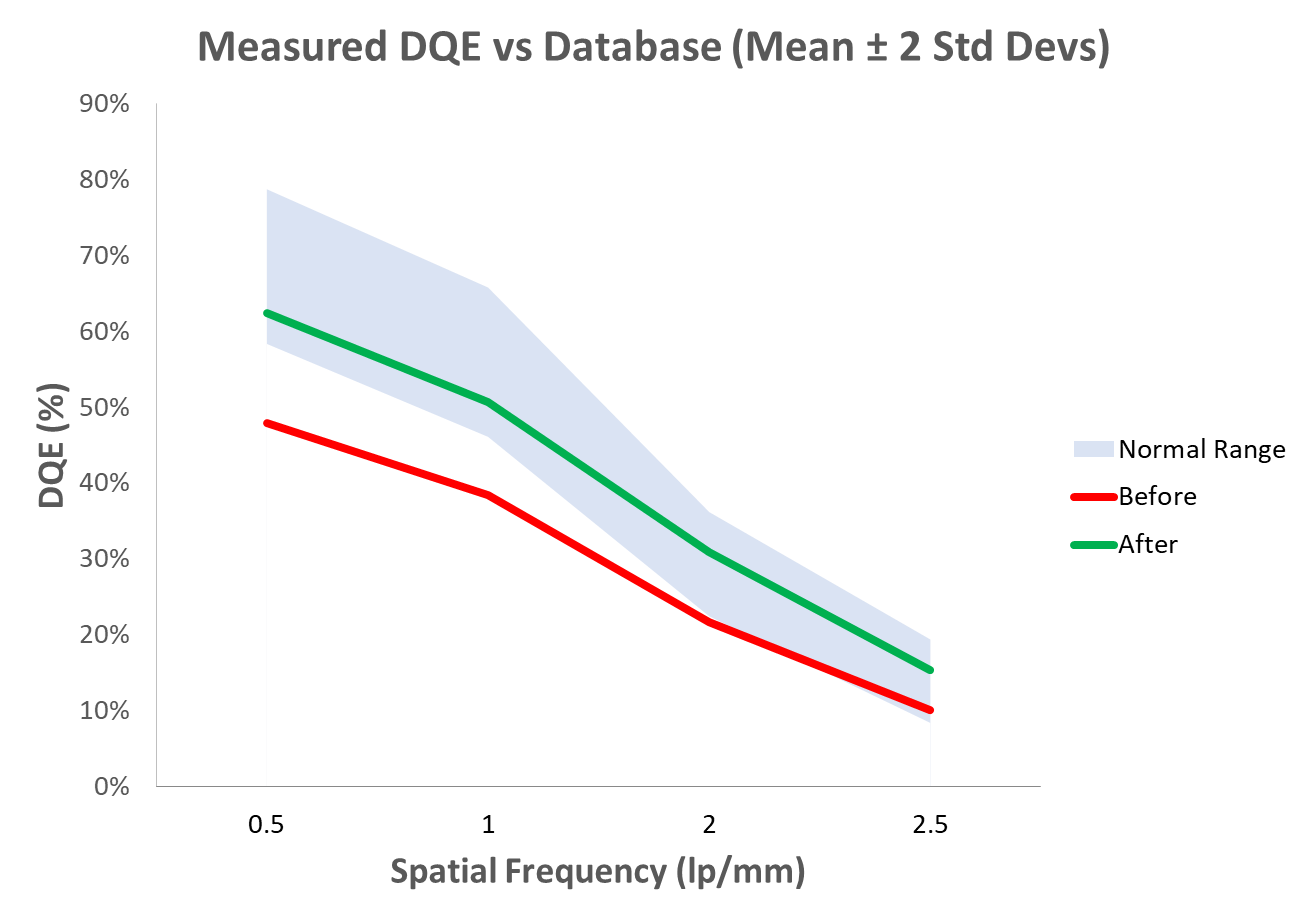 Measured DQE vs Database (Mean ± 2 Std Devs)
90%
80%
70%
60%
50%
40%
30%
20%
10%
0%
DQE (%)
0.5 1 2 2.5
Spatial Frequency (lp/mm)
Normal Range
Before
After